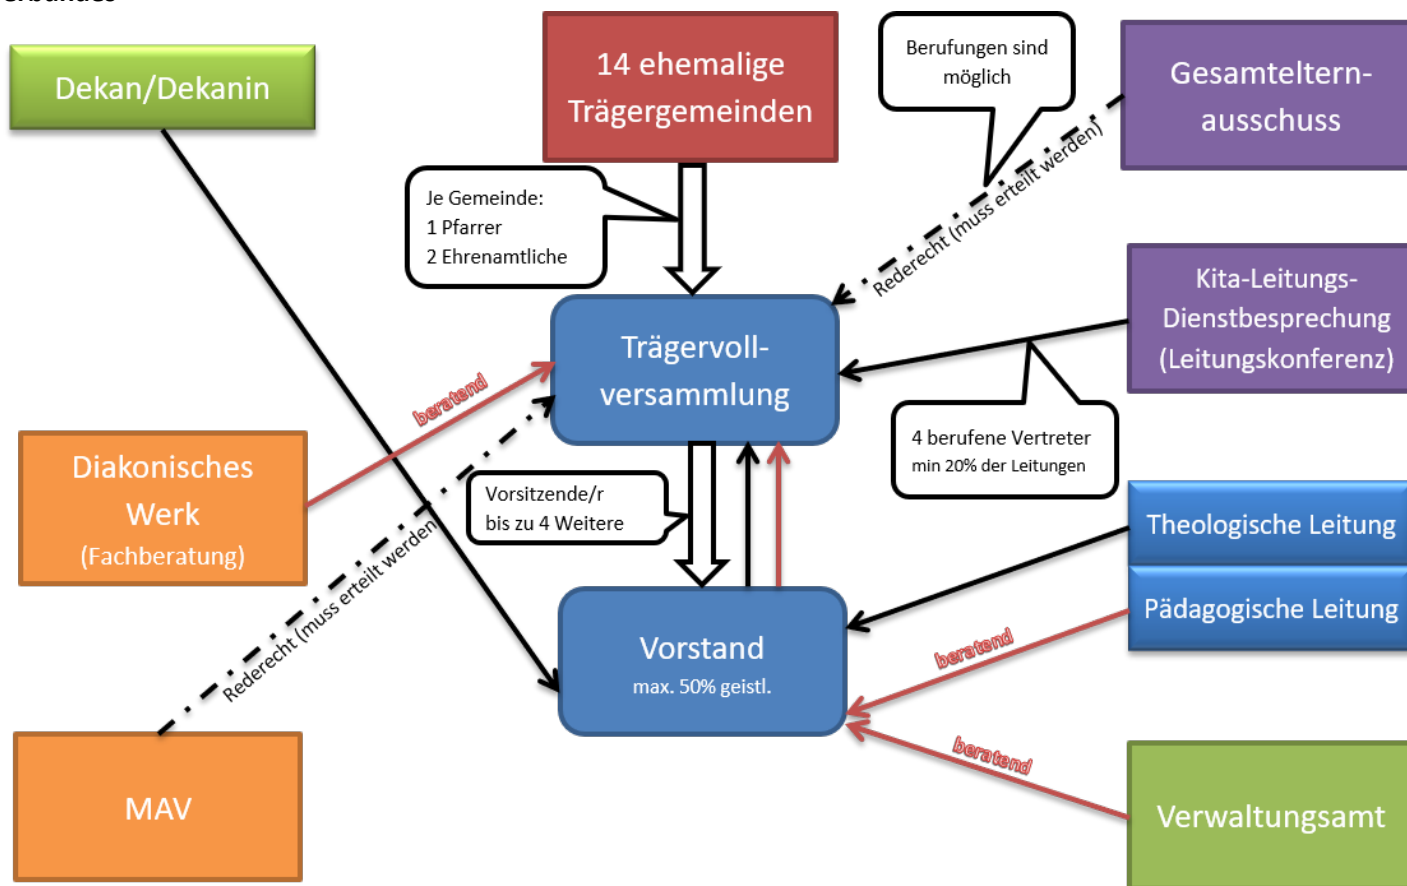 Dekan/Dekanin
14 ehemalige
Trägergemeinden
Berufungen sind
möglich
Gesamteltern-
ausschuss
Je Gemeinde:
1 Pfarrer
2 Ehrenamtliche
Rederecht (muss erteilt werden)
Kita-Leitungs-
Dienstbesprechung
(Leitungskonferenz)
Trägervoll-
versammlung
beratend
4 berufene Vertreter
min 20% der Leitungen
Diakonisches
Werk
(Fachberatung)
Vorsitzende/r
bis zu 4 Weitere
Theologische Leitung
Pädagogische Leitung
Rederecht (muss erteilt werden)
Vorstand
max. 50% geistl.
beratend
beratend
MAV
Verwaltungsamt